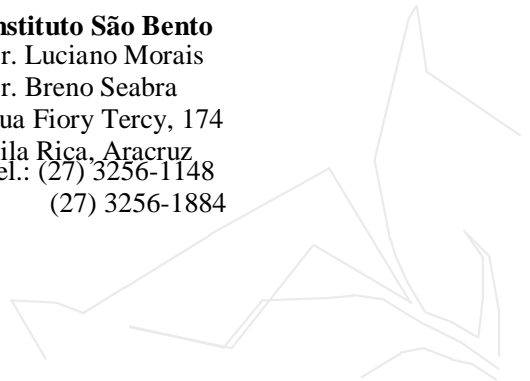 nstituto São Bento
r. Luciano Morais
r. Breno Seabra
ua Fiory Tercy, 174
ila Rica, Aracruz
el.: (27) 3256-1148
(27) 3256-1884